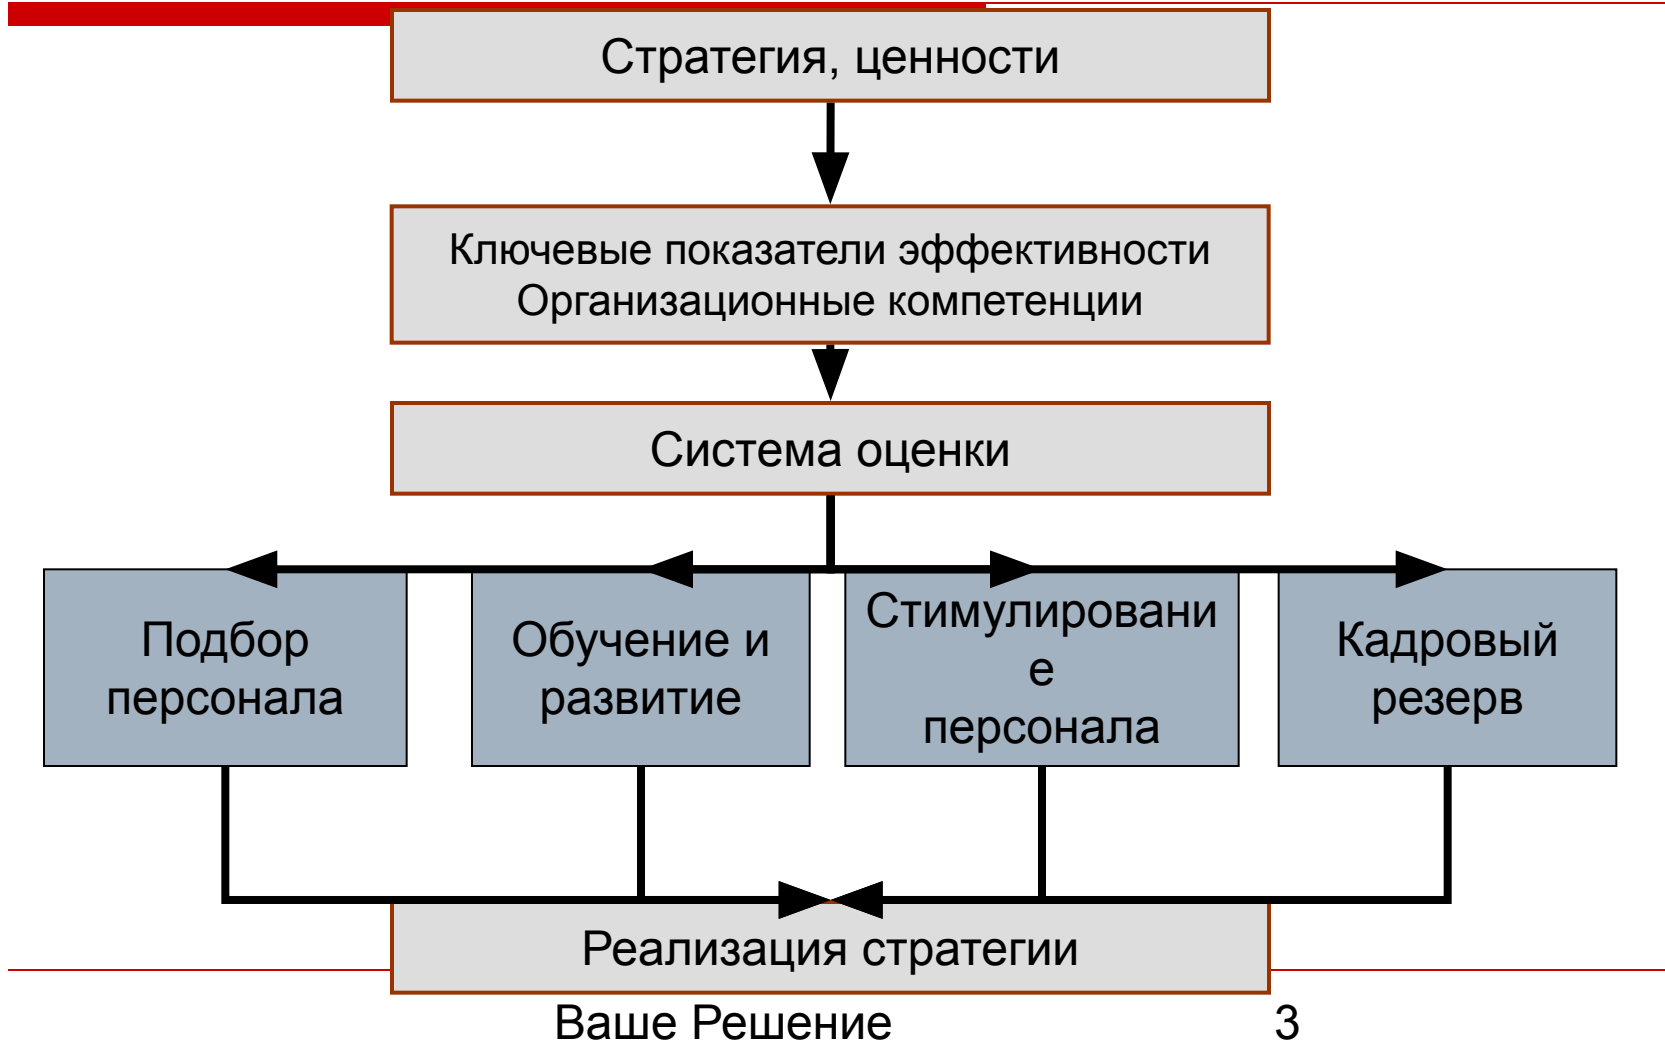 Стратегия, ценности
Ключевые показатели эффективности
Организационные компетенции
Система оценки
Подбор
персонала
Обучение и
развитие
Стимулировани
е
персонала
Кадровый
резерв
Реализация стратегии
Ваше Решение
3